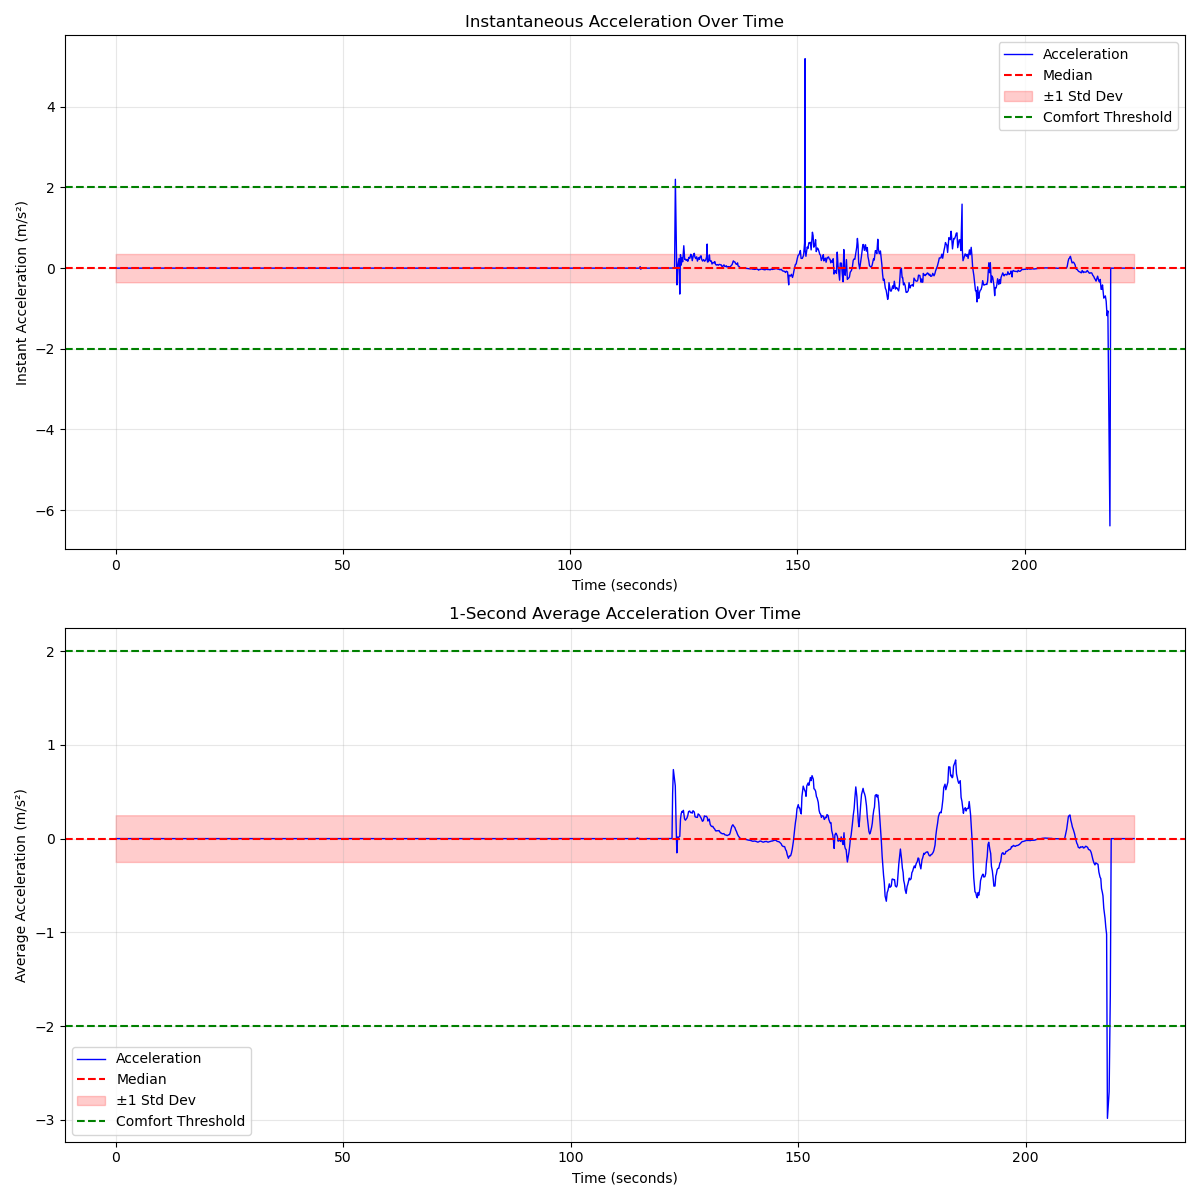 Instantaneous Acceleration Over Time
Instant Acceleration (m/s²)
4
2
0
−2
−4
−6
Acceleration
Median
±1 Std Dev
Comfort Threshold
0
50
100
150
200
Time (seconds)
1-Second Average Acceleration Over Time
Average Acceleration (m/s²)
2
1
0
−1
−2
−3
Acceleration
Median
±1 Std Dev
Comfort Threshold
0
50
100
150
200
Time (seconds)